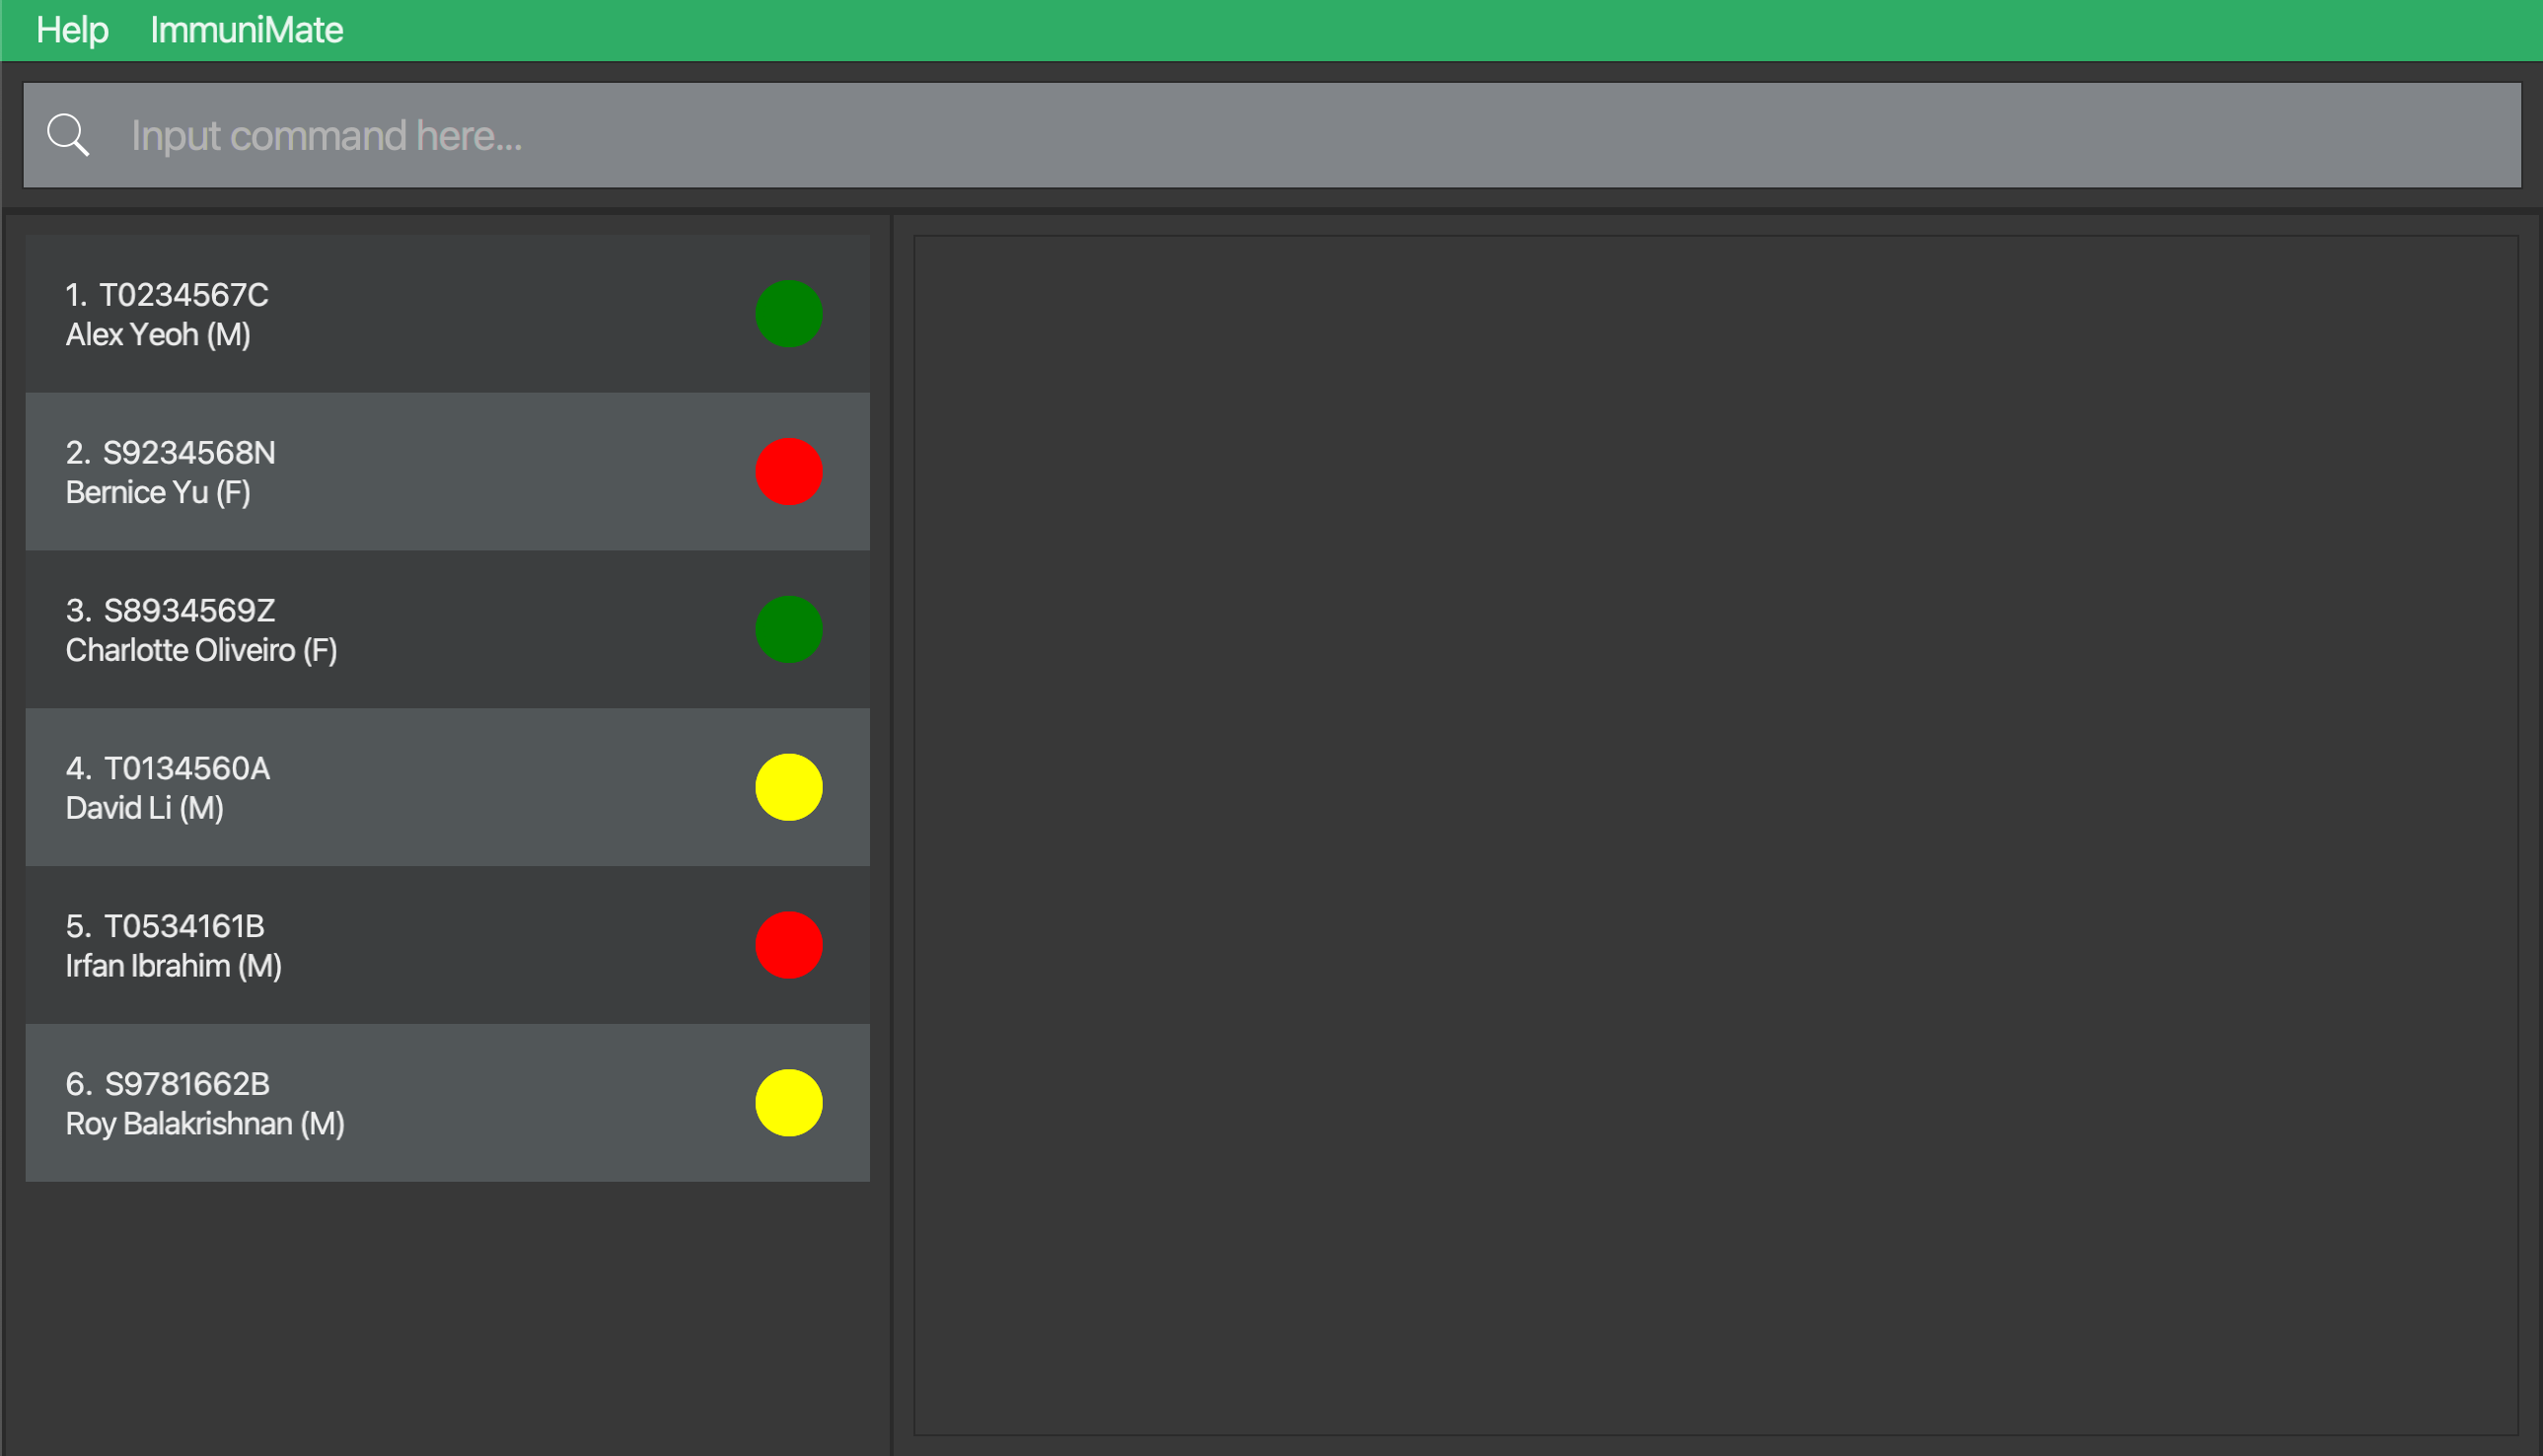 Help ImmuniMate
Input command here...
1. T0234567C
Alex Yeoh (M)
2. S9234568N
Bernice Yu (F)
3. S8934569Z
Charlotte Oliveiro (F)
4. T0134560A
David Li (M)
5. T0534161B
Irfan Ibrahim (M)
6. S9781662B
Roy Balakrishnan (M)